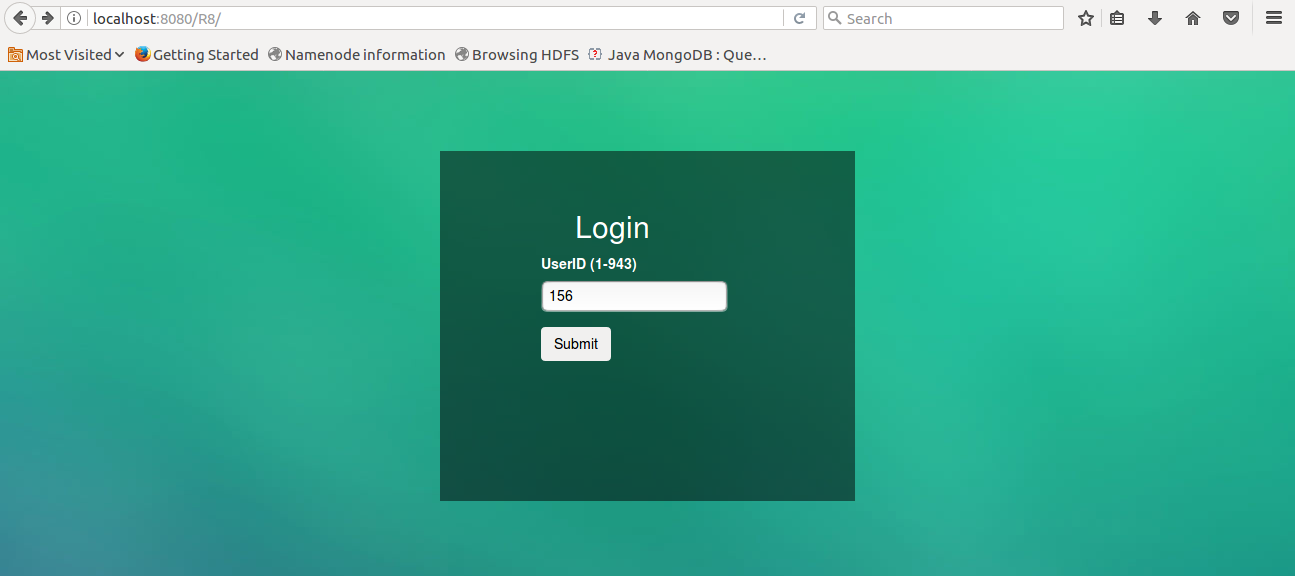 localhost:8080/R8/ Search
Most Visited Getting Started Namenode information Browsing HDFS Java MongoDB : Que...
Login
UserID (1-943)
156
Submit